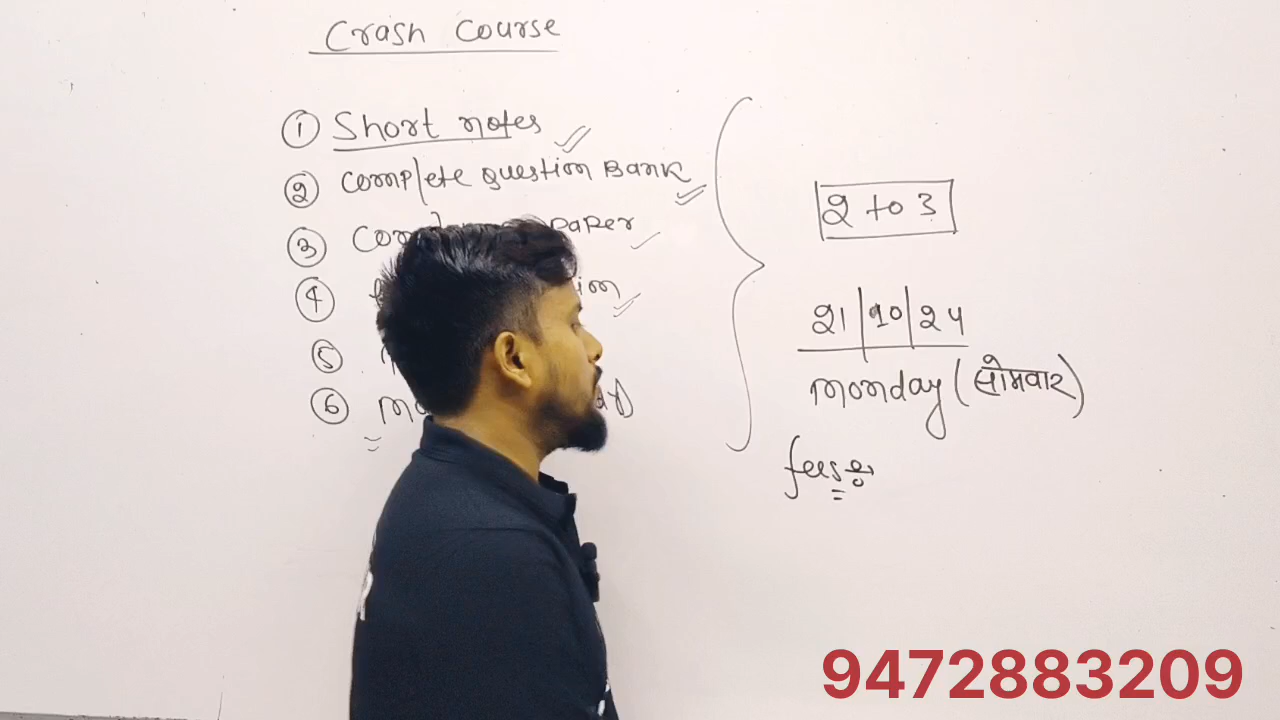 Crash Course
① Short notes
② Complete question Bank
③ paper
④
⑤
⑥
2 to 3
21|10|24
monday (सोमवार)
fees
9472883209